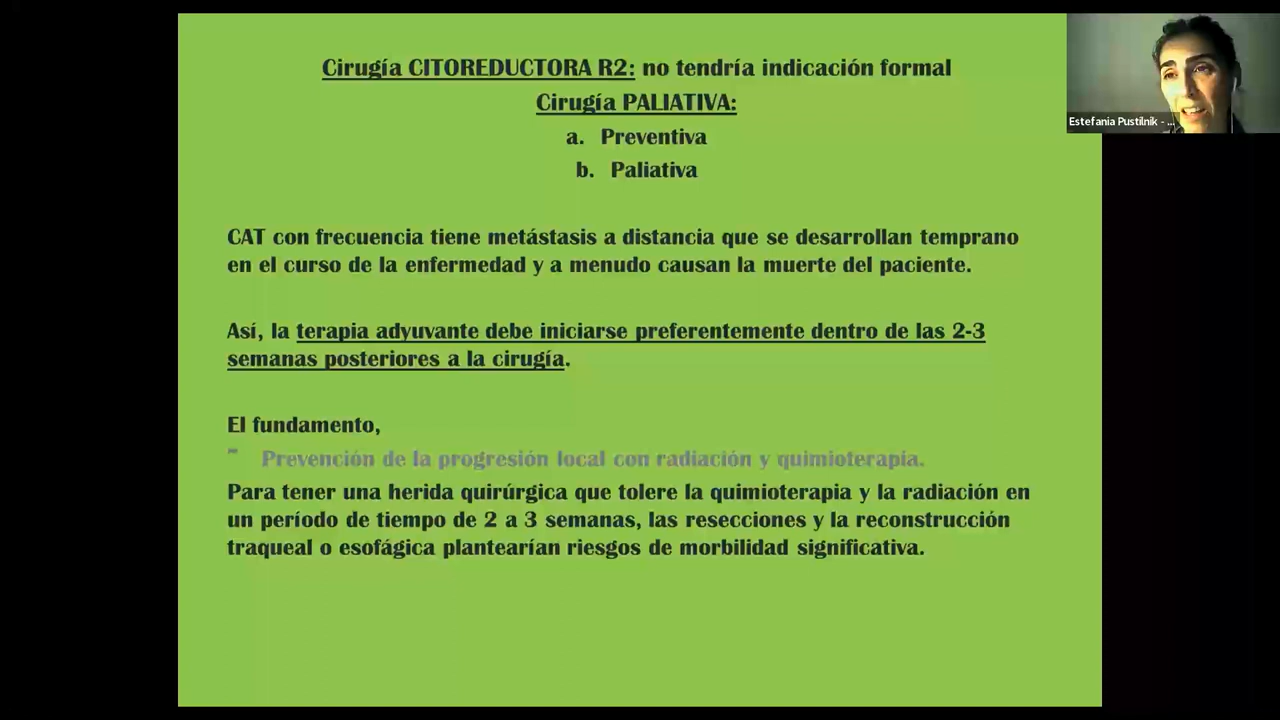 Cirugía CITOREDUCTORA R2: no tendría indicación formal
Cirugía PALIATIVA:
a. Preventiva
b. Paliativa
CAT con frecuencia tiene metástasis a distancia que se desarrollan temprano
en el curso de la enfermedad y a menudo causan la muerte del paciente.
Así, la terapia adyuvante debe iniciarse preferentemente dentro de las 2-3
semanas posteriores a la cirugía.
El fundamento,
Prevención de la progresión local con radiación y quimioterapia.
Para tener una herida quirúrgica que tolere la quimioterapia y la radiación en
un período de tiempo de 2 a 3 semanas, las resecciones y la reconstrucción
traqueal o esofágica plantearían riesgos de morbilidad significativa.
Estefania Pustilnik - ...